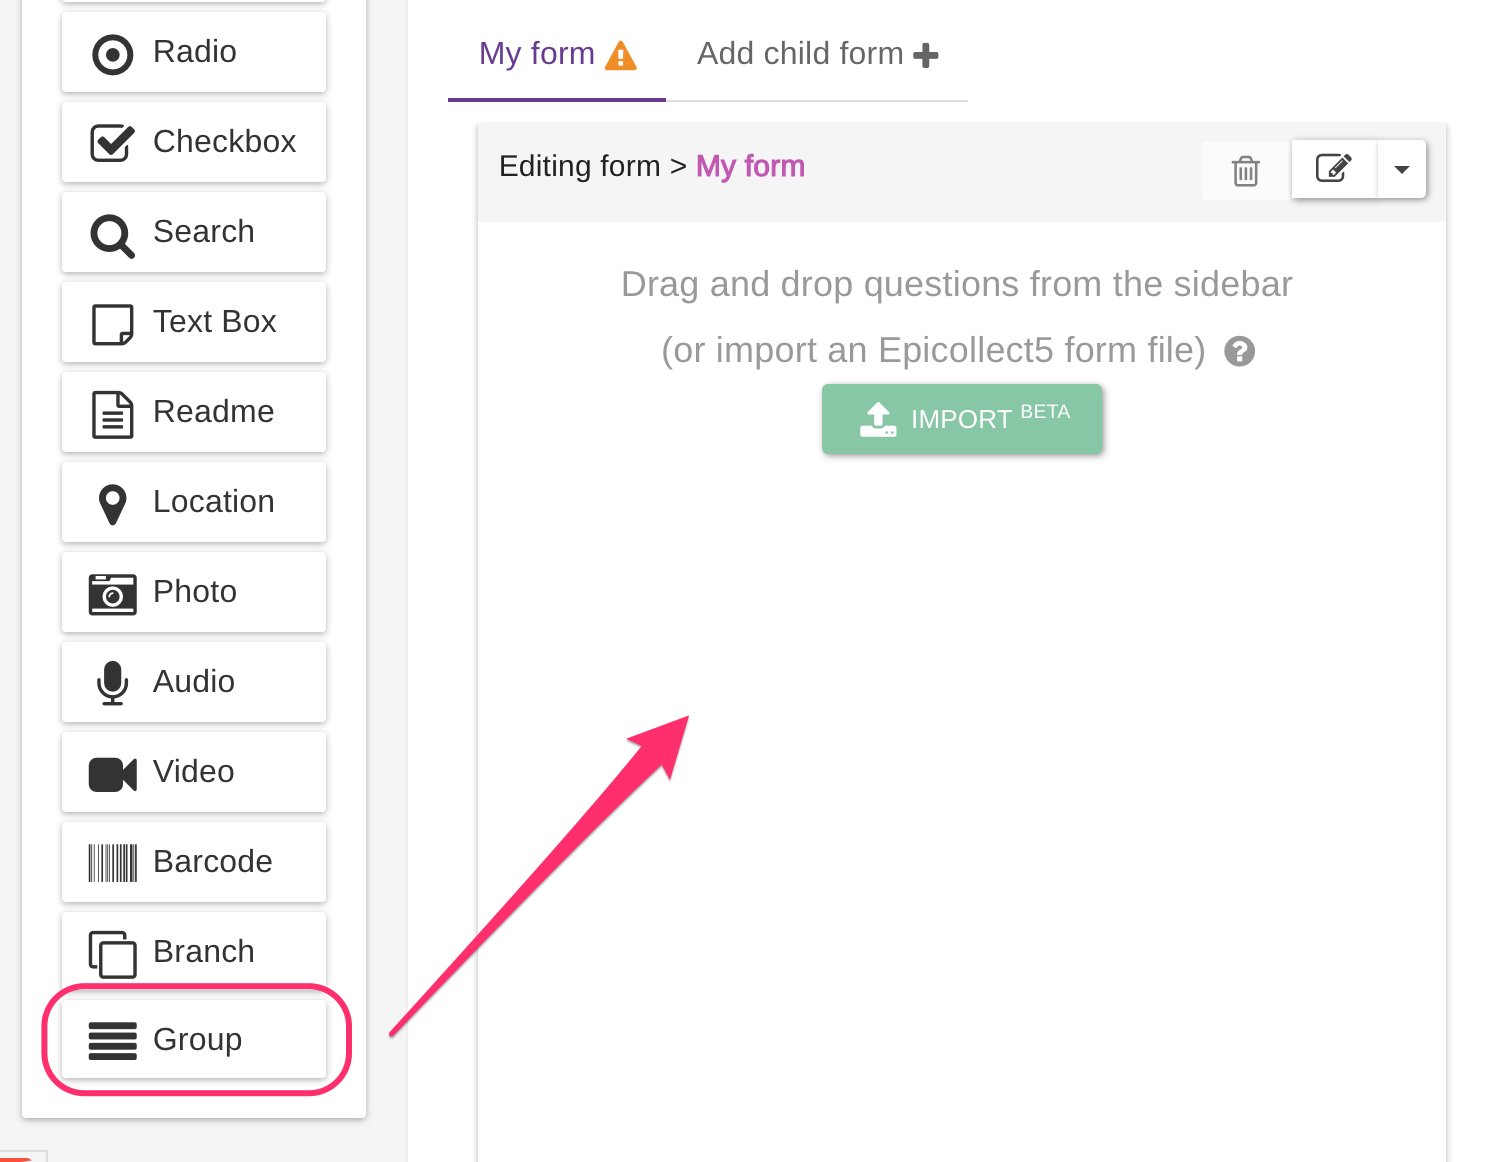 Radio
Checkbox
Search
Text Box
Readme
Location
Photo
Audio
Video
Barcode
Branch
Group
My form
Add child form
Editing form > My form
Drag and drop questions from the sidebar
(or import an Epicollect5 form file)
IMPORT BETA